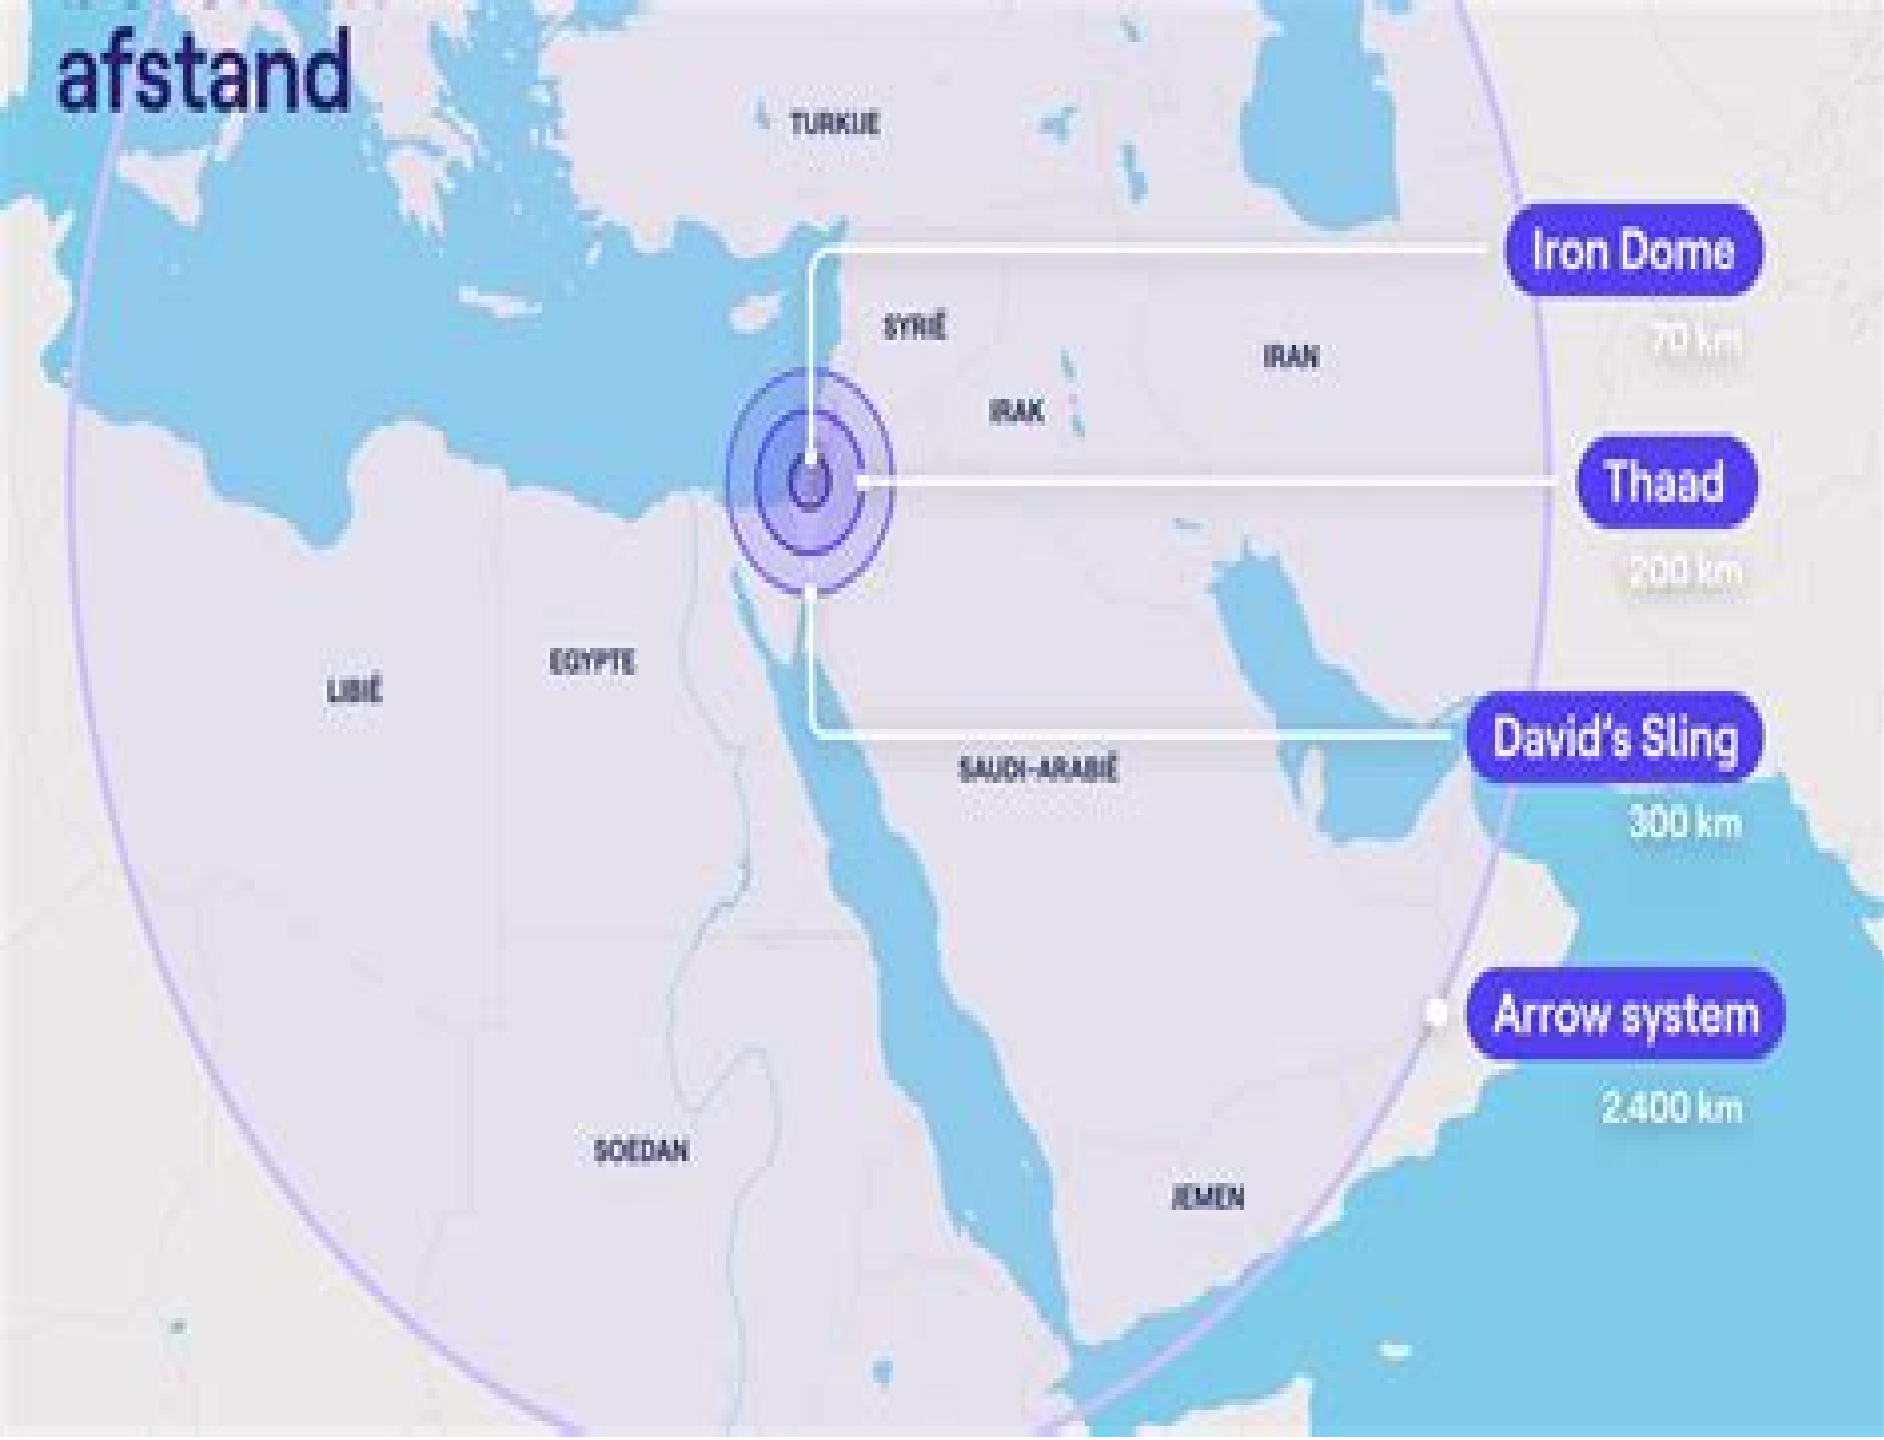 afstand
TURKIJE
Iron Dome
70 km
SYRIË
IRAN
IRAK
Thaad
200 km
EGYPTE
LIBIË
David's Sling
300 km
SAUDI-ARABIË
Arrow system
2.400 km
SOEDAN
JEMEN